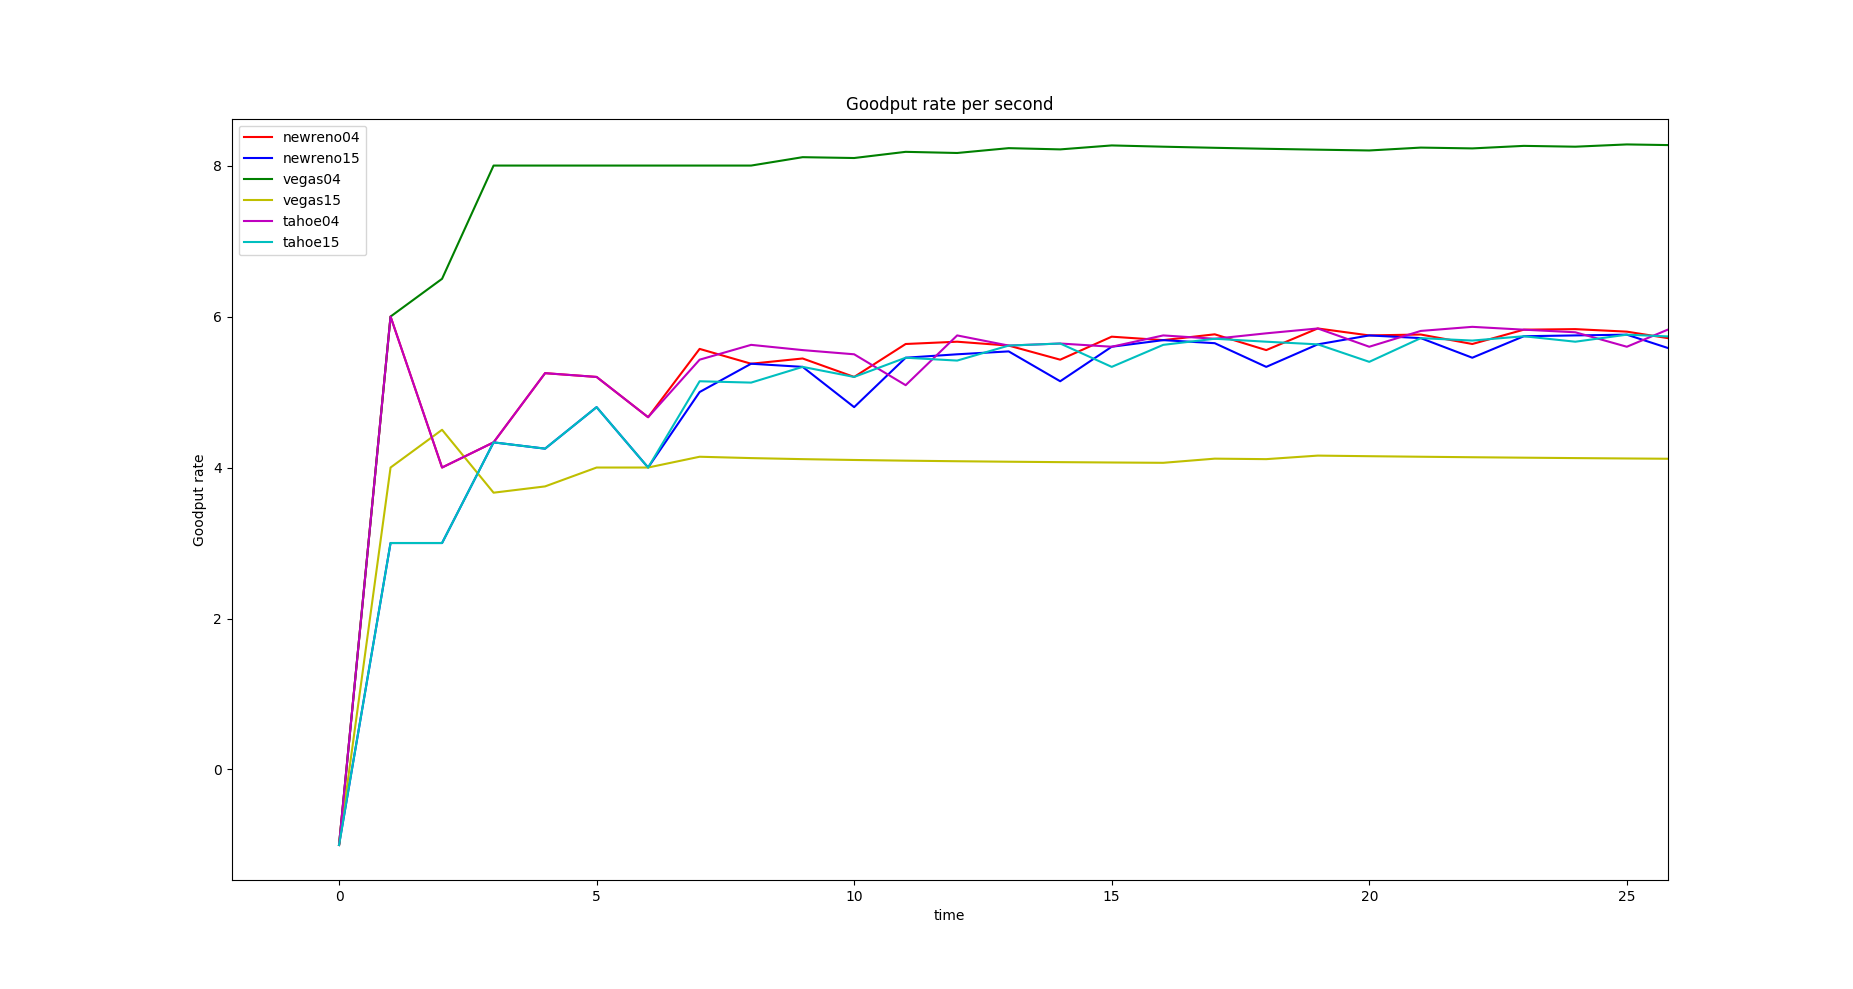 Goodput rate per second
newreno04
newreno15
vegas04
vegas15
tahoe04
tahoe15
8
6
4
2
0
Goodput rate
0 5 10 15 20 25
time